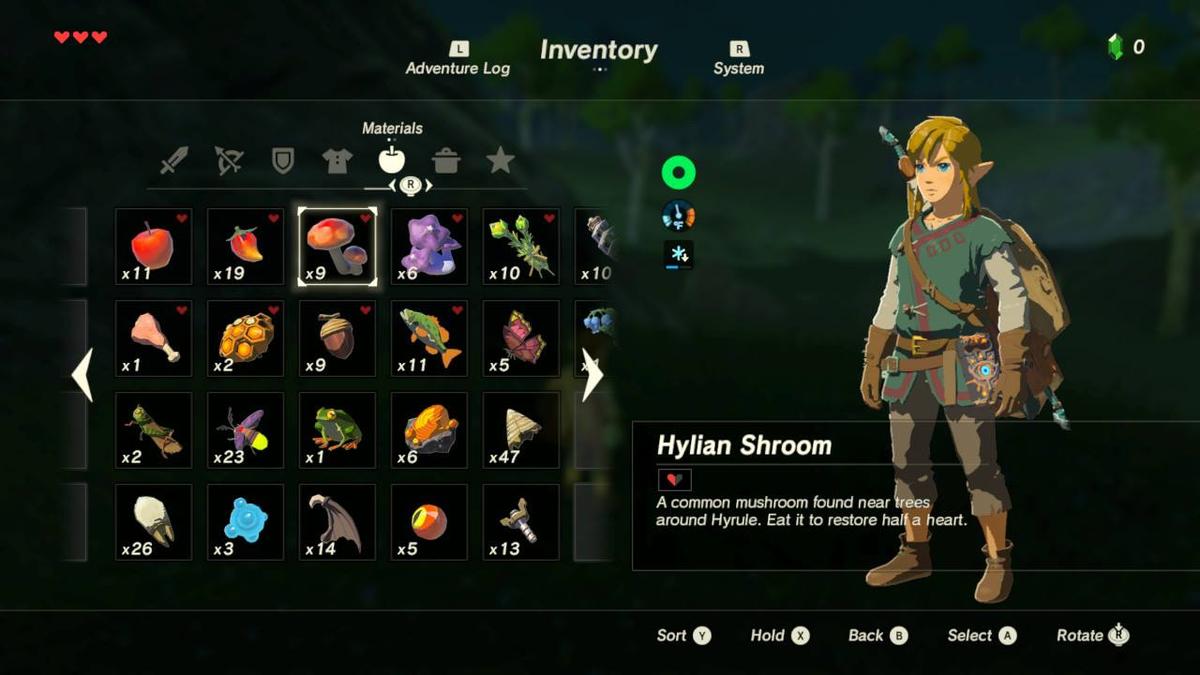 L
Inventory
R
0
Adventure Log
System
Materials
R
x11
x19
x9
x6
x10
x10
x1
x2
x9
x11
x5
x2
x23
x1
x6
x47
x26
x3
x14
x5
x13
°F
Hylian Shroom
A common mushroom found near trees
around Hyrule. Eat it to restore half a heart.
Sort Y
Hold X
Back B
Select A
Rotate R